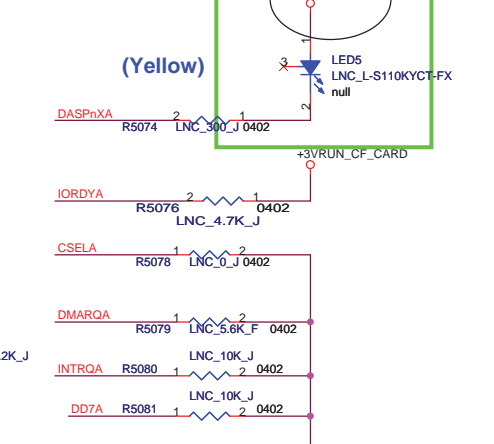 1
3
LED5
LNC_L-S110KYCT-FX
null
(Yellow)
2
DASPnXA
2
1
R5074
LNC_300_J
0402
+3VRUN_CF_CARD
IORDYA
2
1
R5076
0402
LNC_4.7K_J
CSELA
1
2
R5078
LNC_0_J
0402
DMARQA
1
2
R5079
LNC_5.6K_F
0402
.2K_J
LNC_10K_J
INTRQA
R5080
1
2
0402
LNC_10K_J
DD7A
R5081
1
2
0402